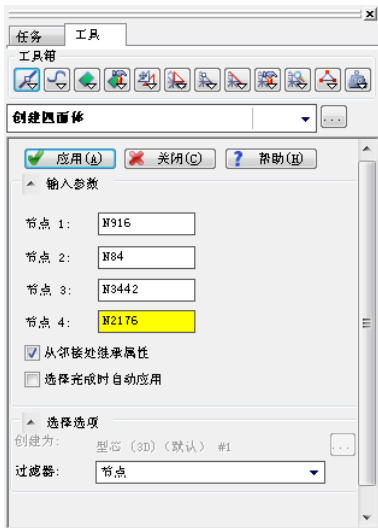 任务 工具
工具箱
创建四面体 ...
应用(A) 关闭(C) ? 帮助(H)
输入参数
节点 1: N916
节点 2: N84
节点 3: N3442
节点 4: N2176
从邻接处继承属性
选择完成时自动应用
选择选项
创建为: 型芯 (3D) (默认) #1 ...
过滤器: 节点